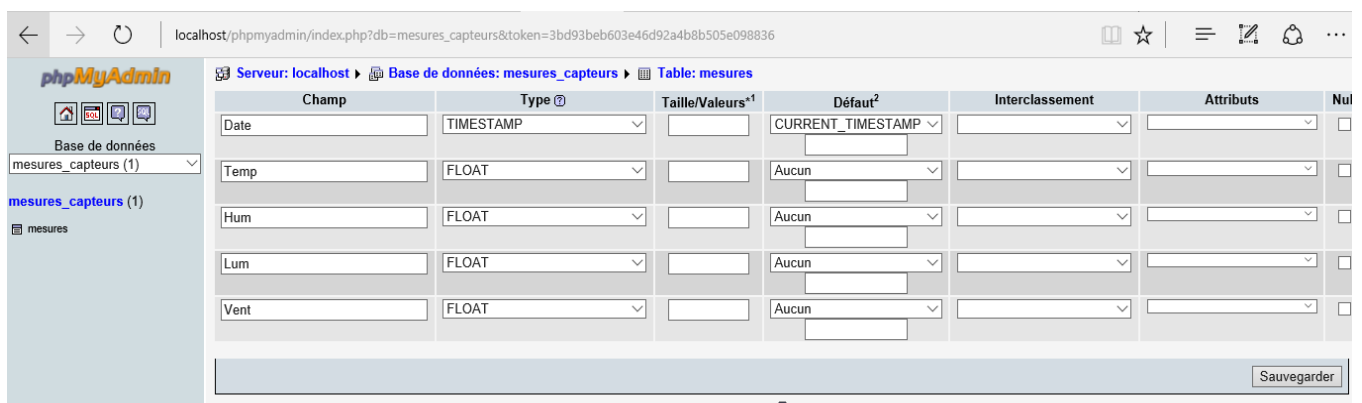 localhost/phpmyadmin/index.php?db=mesures_capteurs&token=3bd93beb603e46d92a4b8b505e098836
phpMyAdmin
SQL
Base de données
mesures_capteurs (1)
mesures_capteurs (1)
mesures
Serveur: localhost Base de données: mesures_capteurs Table: mesures
Champ Type Taille/Valeurs*1 Défaut2 Interclassement Attributs Nul
Date TIMESTAMP CURRENT_TIMESTAMP
Temp FLOAT Aucun
Hum FLOAT Aucun
Lum FLOAT Aucun
Vent FLOAT Aucun
Sauvegarder